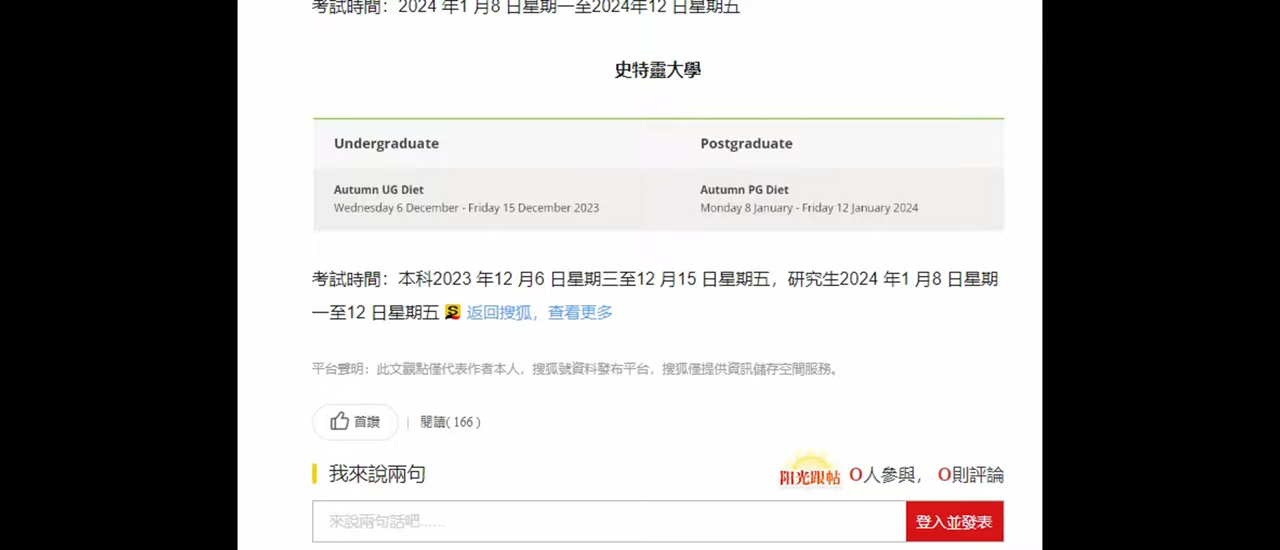 考試時間：2024 年1 月8 日星期一至2024年12 日星期五
史特靈大學
Undergraduate
Postgraduate
Autumn UG Diet
Wednesday 6 December - Friday 15 December 2023
Autumn PG Diet
Monday 8 January - Friday 12 January 2024
考試時間：本科2023 年12 月6 日星期三至12 月15 日星期五，研究生2024 年1 月8 日星期
一至12 日星期五 返回搜狐，查看更多
平台聲明：此文觀點僅代表作者本人，搜狐號資料發布平台，搜狐僅提供資訊儲存空間服務。
首讚 | 閱讀( 166 )
我來說兩句
阳光跟帖 0人參與， 0則評論
來說兩句話吧......
登入並發表